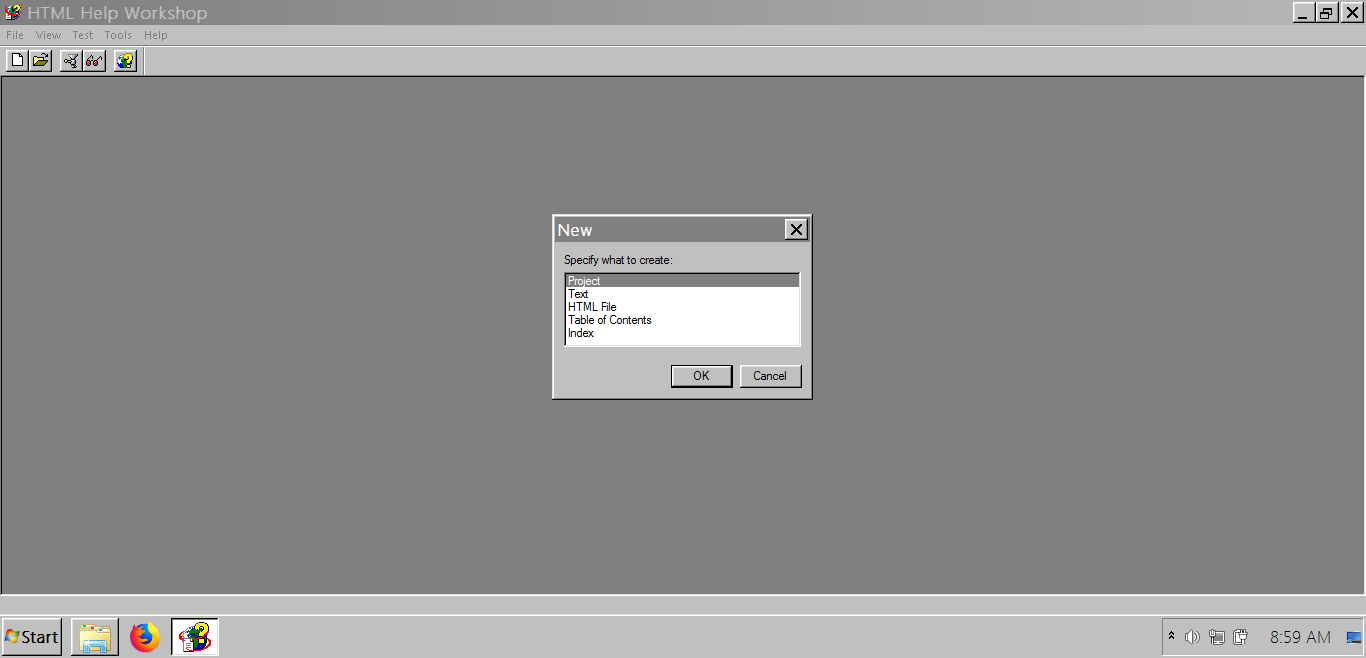 HTML Help Workshop
File View Test Tools Help
New
Specify what to create:
Project
Text
HTML File
Table of Contents
Index
OK Cancel
Start 8:59 AM